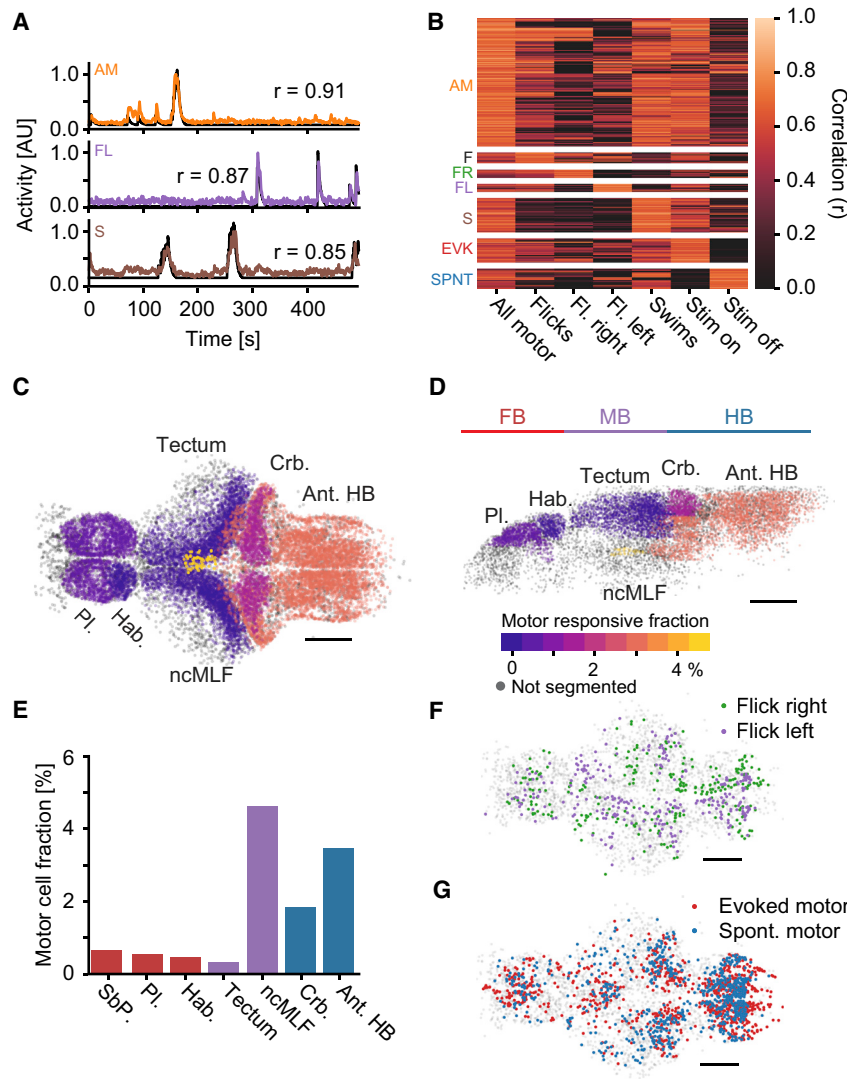 A
AM
r = 0.91
1.0
0.0
FL
r = 0.87
1.0
0.0
S
r = 0.85
1.0
0.0
Activity [AU]
0 100 200 300 400
Time [s]
B
AM
F
FR
FL
S
EVK
SPNT
All motor
Flicks
Fl. right
Fl. left
Swims
Stim on
Stim off
1.0
0.8
0.6
0.4
0.2
0.0
Correlation (r)
C
Tectum
Crb.
Ant. HB
Pl.
Hab.
ncMLF
D
FB MB HB
Tectum
Crb.
Ant. HB
Hab.
Pl.
ncMLF
Motor responsive fraction
0 2 4 %
Not segmented
E
Motor cell fraction [%]
6
4
2
0
SbP.
Pl.
Hab.
Tectum
ncMLF
Crb.
Ant. HB
F
Flick right
Flick left
G
Evoked motor
Spont. motor